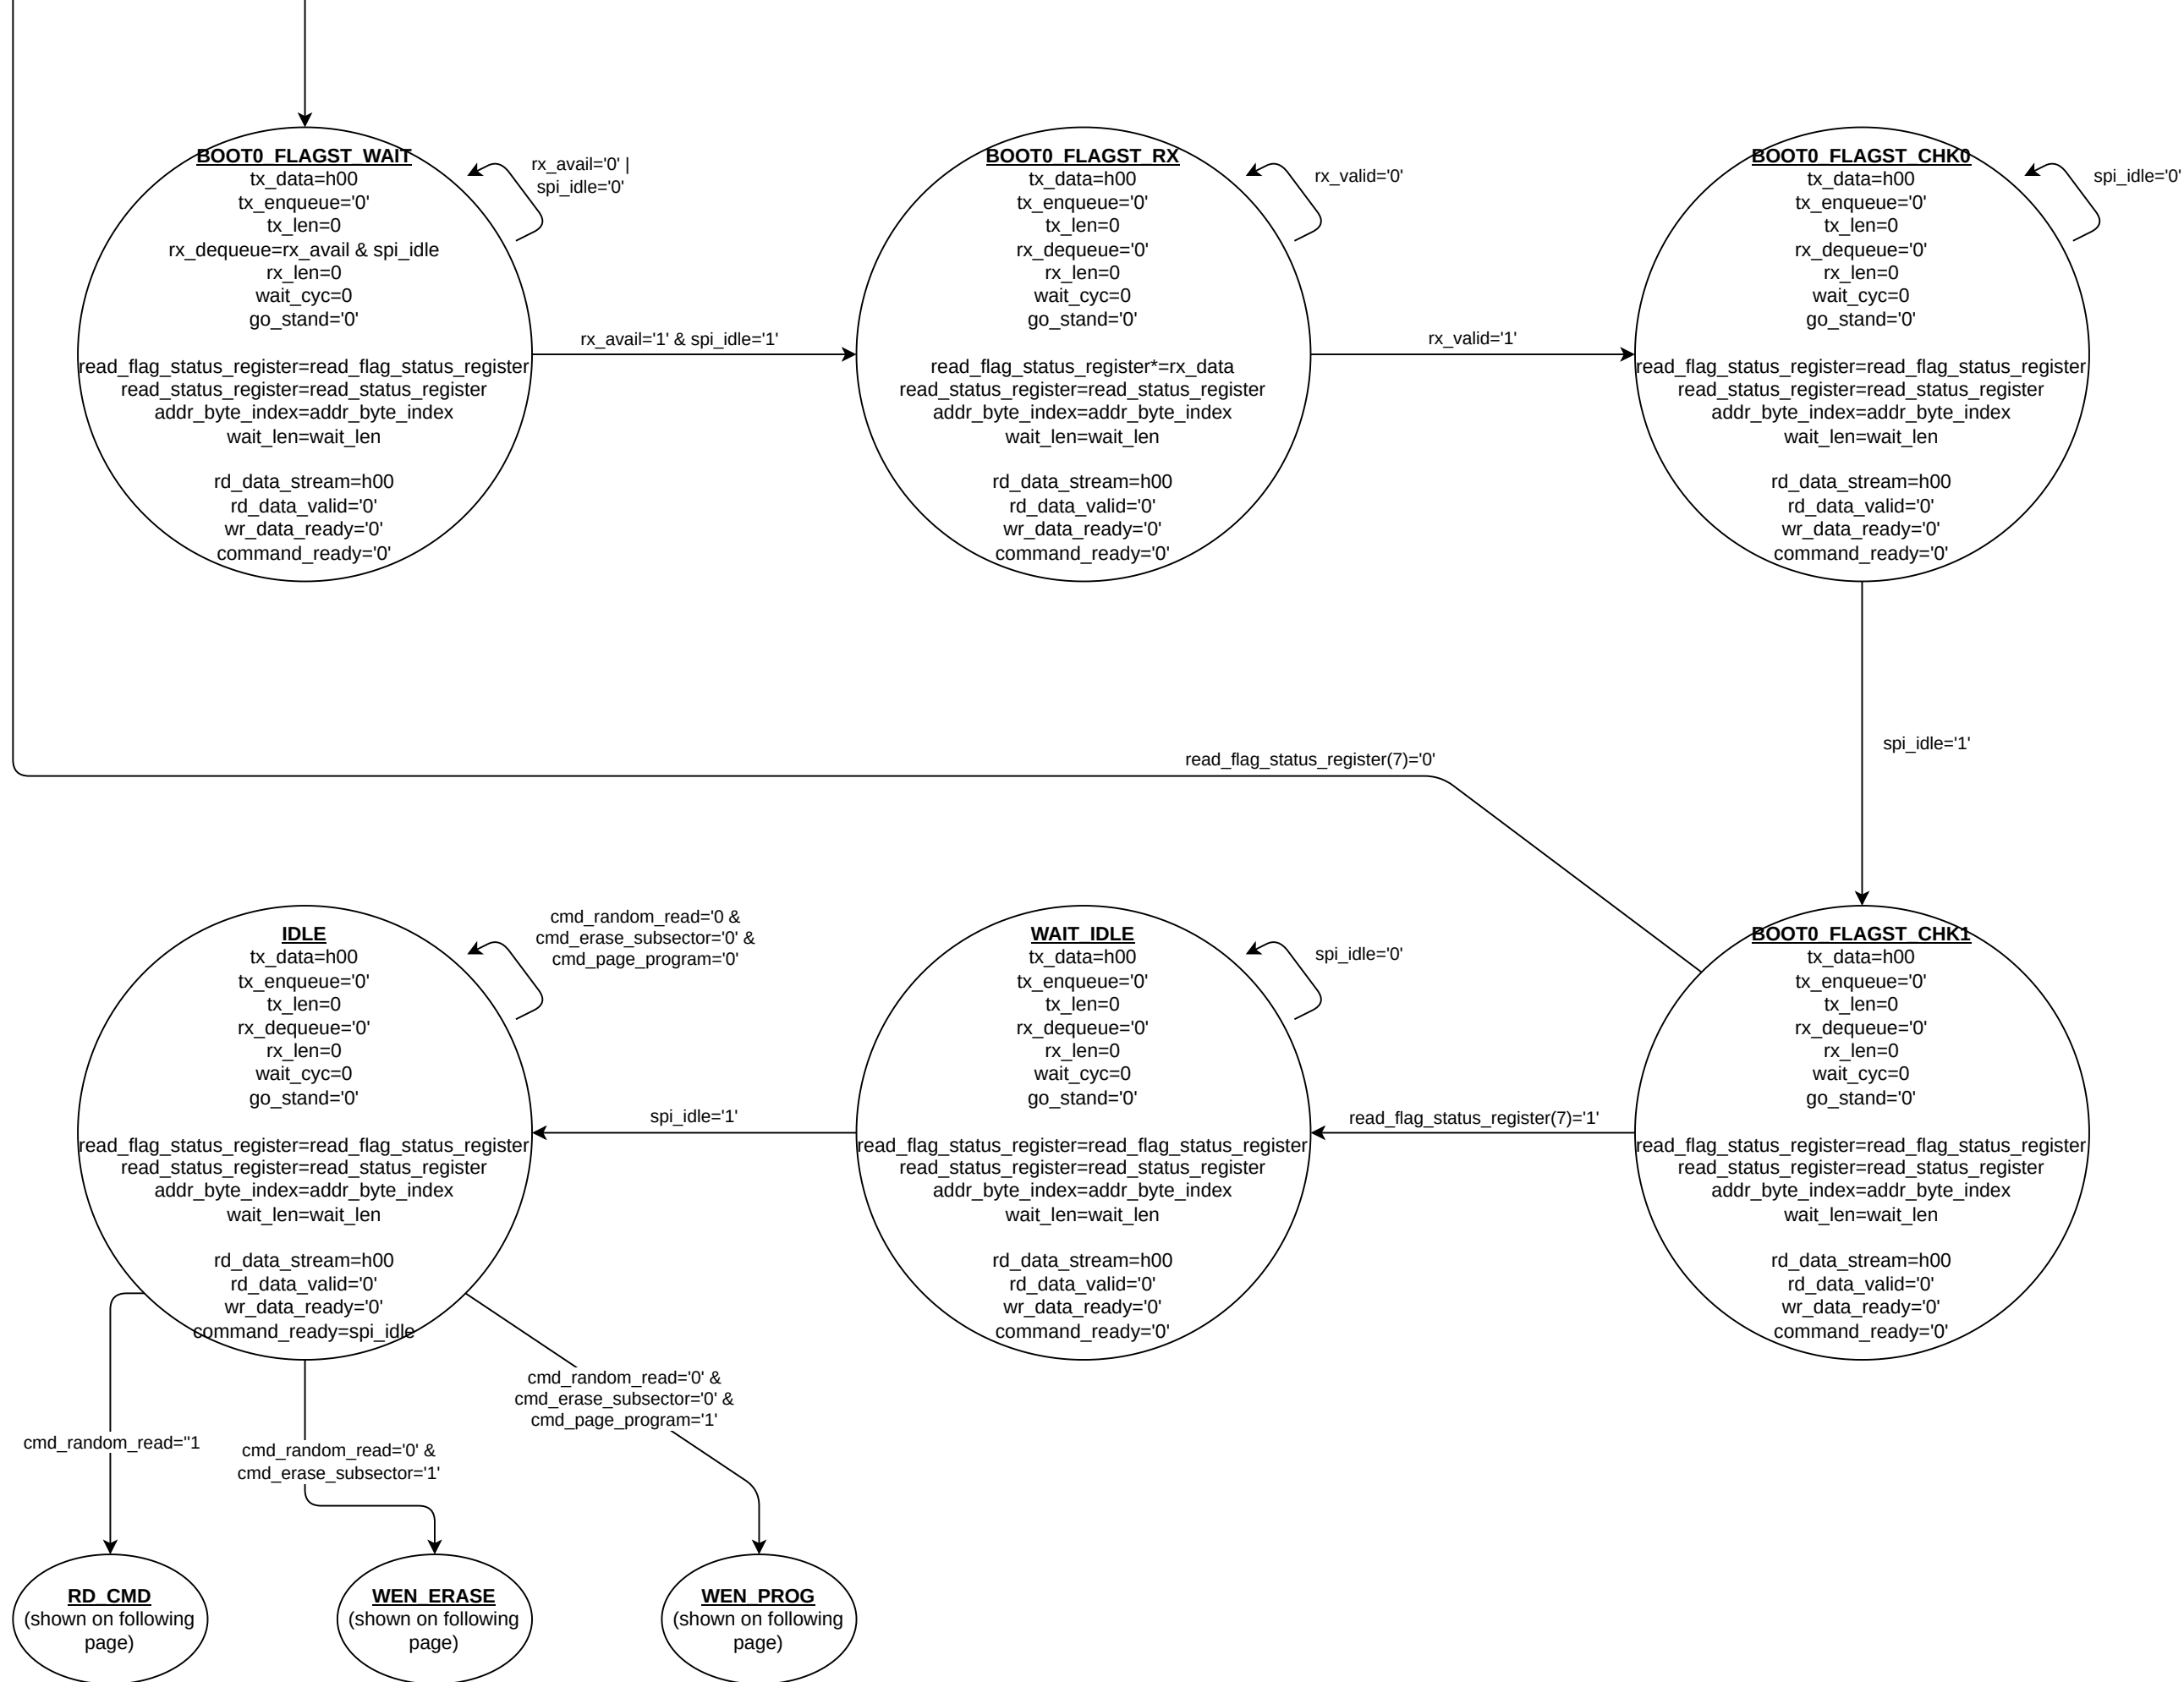 BOOT0_FLAGST_WAIT
tx_data=h00
tx_enqueue='0'
tx_len=0
rx_dequeue=rx_avail & spi_idle
rx_len=0
wait_cyc=0
go_stand='0'
read_flag_status_register=read_flag_status_register
read_status_register=read_status_register
addr_byte_index=addr_byte_index
wait_len=wait_len
rd_data_stream=h00
rd_data_valid='0'
wr_data_ready='0'
command_ready='0'
rx_avail='0' |
spi_idle='0'
rx_avail='1' & spi_idle='1'
BOOT0_FLAGST_RX
tx_data=h00
tx_enqueue='0'
tx_len=0
rx_dequeue='0'
rx_len=0
wait_cyc=0
go_stand='0'
read_flag_status_register*=rx_data
read_status_register=read_status_register
addr_byte_index=addr_byte_index
wait_len=wait_len
rd_data_stream=h00
rd_data_valid='0'
wr_data_ready='0'
command_ready='0'
rx_valid='0'
rx_valid='1'
BOOT0_FLAGST_CHK0
tx_data=h00
tx_enqueue='0'
tx_len=0
rx_dequeue='0'
rx_len=0
wait_cyc=0
go_stand='0'
read_flag_status_register=read_flag_status_register
read_status_register=read_status_register
addr_byte_index=addr_byte_index
wait_len=wait_len
rd_data_stream=h00
rd_data_valid='0'
wr_data_ready='0'
command_ready='0'
spi_idle='0'
spi_idle='1'
read_flag_status_register(7)='0'
IDLE
tx_data=h00
tx_enqueue='0'
tx_len=0
rx_dequeue='0'
rx_len=0
wait_cyc=0
go_stand='0'
read_flag_status_register=read_flag_status_register
read_status_register=read_status_register
addr_byte_index=addr_byte_index
wait_len=wait_len
rd_data_stream=h00
rd_data_valid='0'
wr_data_ready='0'
command_ready=spi_idle
cmd_random_read='0 &
cmd_erase_subsector='0' &
cmd_page_program='0'
spi_idle='1'
WAIT_IDLE
tx_data=h00
tx_enqueue='0'
tx_len=0
rx_dequeue='0'
rx_len=0
wait_cyc=0
go_stand='0'
read_flag_status_register=read_flag_status_register
read_status_register=read_status_register
addr_byte_index=addr_byte_index
wait_len=wait_len
rd_data_stream=h00
rd_data_valid='0'
wr_data_ready='0'
command_ready='0'
spi_idle='0'
read_flag_status_register(7)='1'
BOOT0_FLAGST_CHK1
tx_data=h00
tx_enqueue='0'
tx_len=0
rx_dequeue='0'
rx_len=0
wait_cyc=0
go_stand='0'
read_flag_status_register=read_flag_status_register
read_status_register=read_status_register
addr_byte_index=addr_byte_index
wait_len=wait_len
rd_data_stream=h00
rd_data_valid='0'
wr_data_ready='0'
command_ready='0'
cmd_random_read=''1
cmd_random_read='0' &
cmd_erase_subsector='1'
cmd_random_read='0' &
cmd_erase_subsector='0' &
cmd_page_program='1'
RD_CMD
(shown on following
page)
WEN_ERASE
(shown on following
page)
WEN_PROG
(shown on following
page)